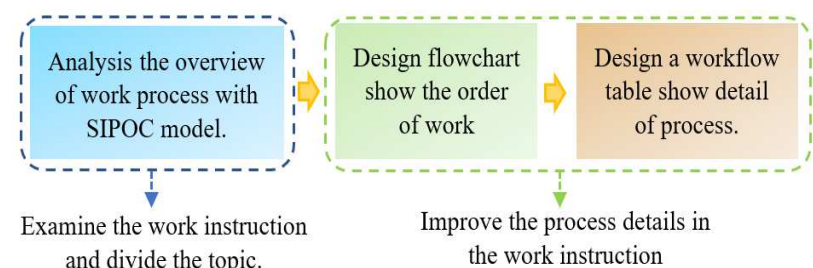 Analysis the overview
of work process with
SIPOC model.
Design flowchart
show the order
of work
Design a workflow
table show detail
of process.
Examine the work instruction
and divide the topic.
Improve the process details in
the work instruction